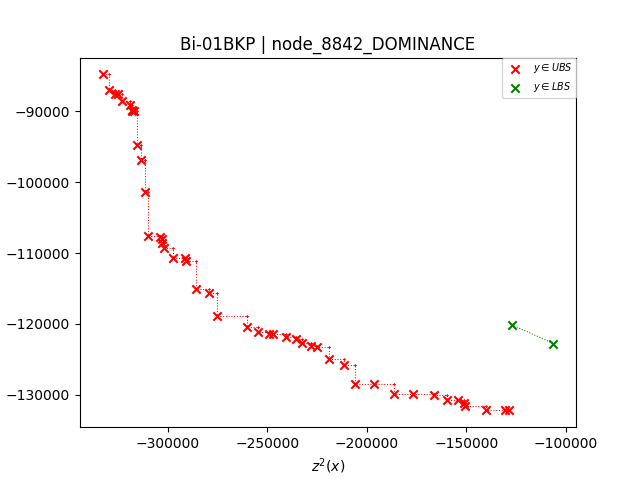 Bi-01BKP | node_8842_DOMINANCE
y ∈ UBS
y ∈ LBS
−90000
−100000
−110000
−120000
−130000
−300000 −250000 −200000 −150000 −100000
z²(x)